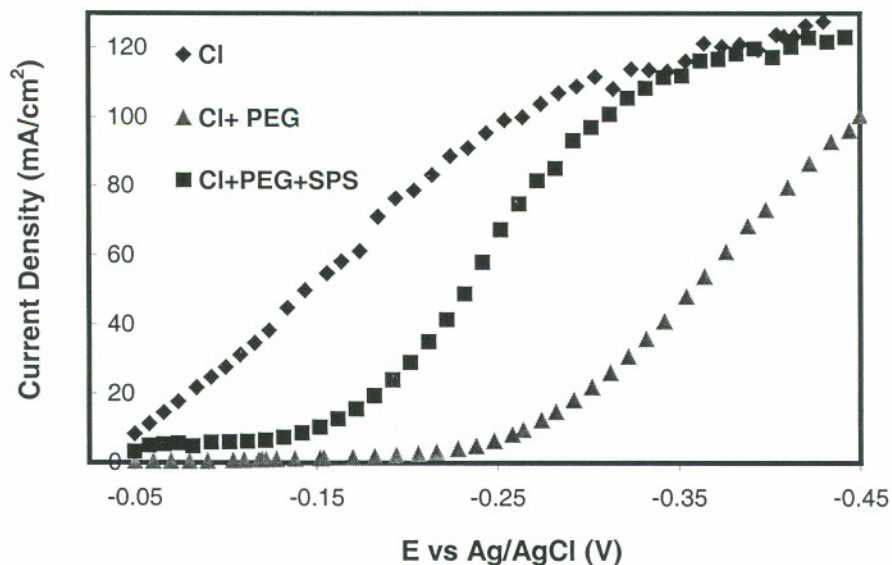 120
100
80
60
40
20
0
Current Density (mA/cm²)
Cl
Cl+ PEG
Cl+PEG+SPS
-0.05 -0.15 -0.25 -0.35 -0.45
E vs Ag/AgCl (V)